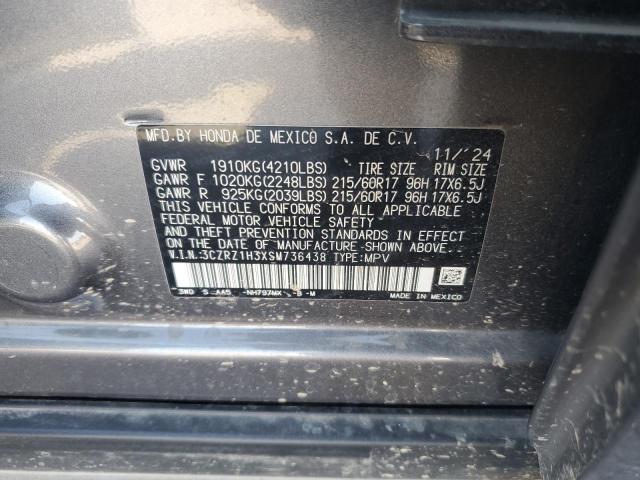 MFD.BY HONDA DE MEXICO S.A. DE C.V.
11/'24
GVWR 1910KG(4210LBS) TIRE SIZE RIM SIZE
GAWR F 1020KG(2248LBS) 215/60R17 96H 17X6.5J
GAWR R 925KG(2039LBS) 215/60R17 96H 17X6.5J
THIS VEHICLE CONFORMS TO ALL APPLICABLE
FEDERAL MOTOR VEHICLE SAFETY
AND THEFT PREVENTION STANDARDS IN EFFECT
ON THE DATE OF MANUFACTURE SHOWN ABOVE.
V.I.N.:3CZRZ1H3XSM736438 TYPE:MPV
3W0 S AA5 -NH797MX -B -M MADE IN MEXICO